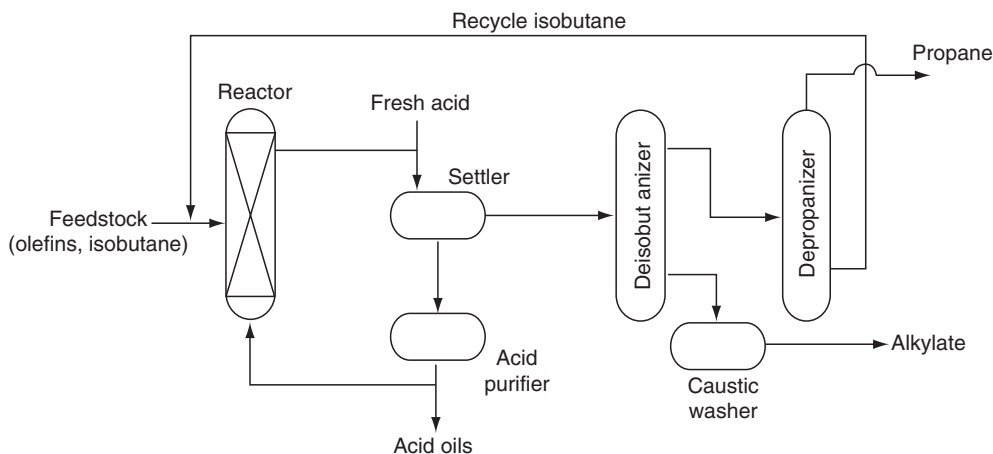 Recycle isobutane
Propane
Reactor
Fresh acid
Settler
Feedstock
(olefins, isobutane)
Deisobut anizer
Depropanizer
Alkylate
Acid
purifier
Caustic
washer
Acid oils